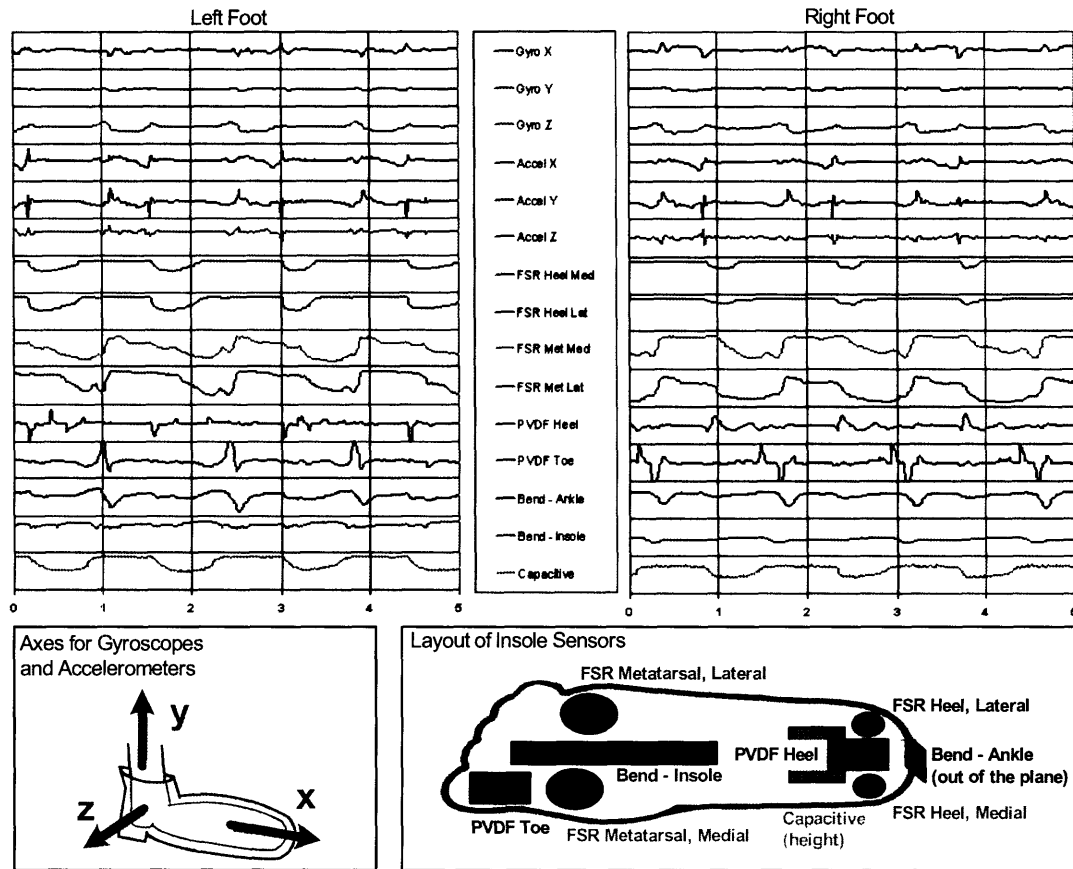 Left Foot
Right Foot
Gyro X
Gyro Y
Gyro Z
Accel X
Accel Y
Accel Z
FSR Heel Med
FSR Heel Lat
FSR Met Med
FSR Met Lat
PVDF Heel
PVDF Toe
Bend - Ankle
Bend - Insole
Capacitive
0 1 2 3 4 5
0 1 2 3 4 5
Axes for Gyroscopes
and Accelerometers
y
z
x
Layout of Insole Sensors
FSR Metatarsal, Lateral
FSR Heel, Lateral
PVDF Heel
Bend - Ankle
(out of the plane)
Bend - Insole
PVDF Toe
FSR Metatarsal, Medial
Capacitive
(height)
FSR Heel, Medial